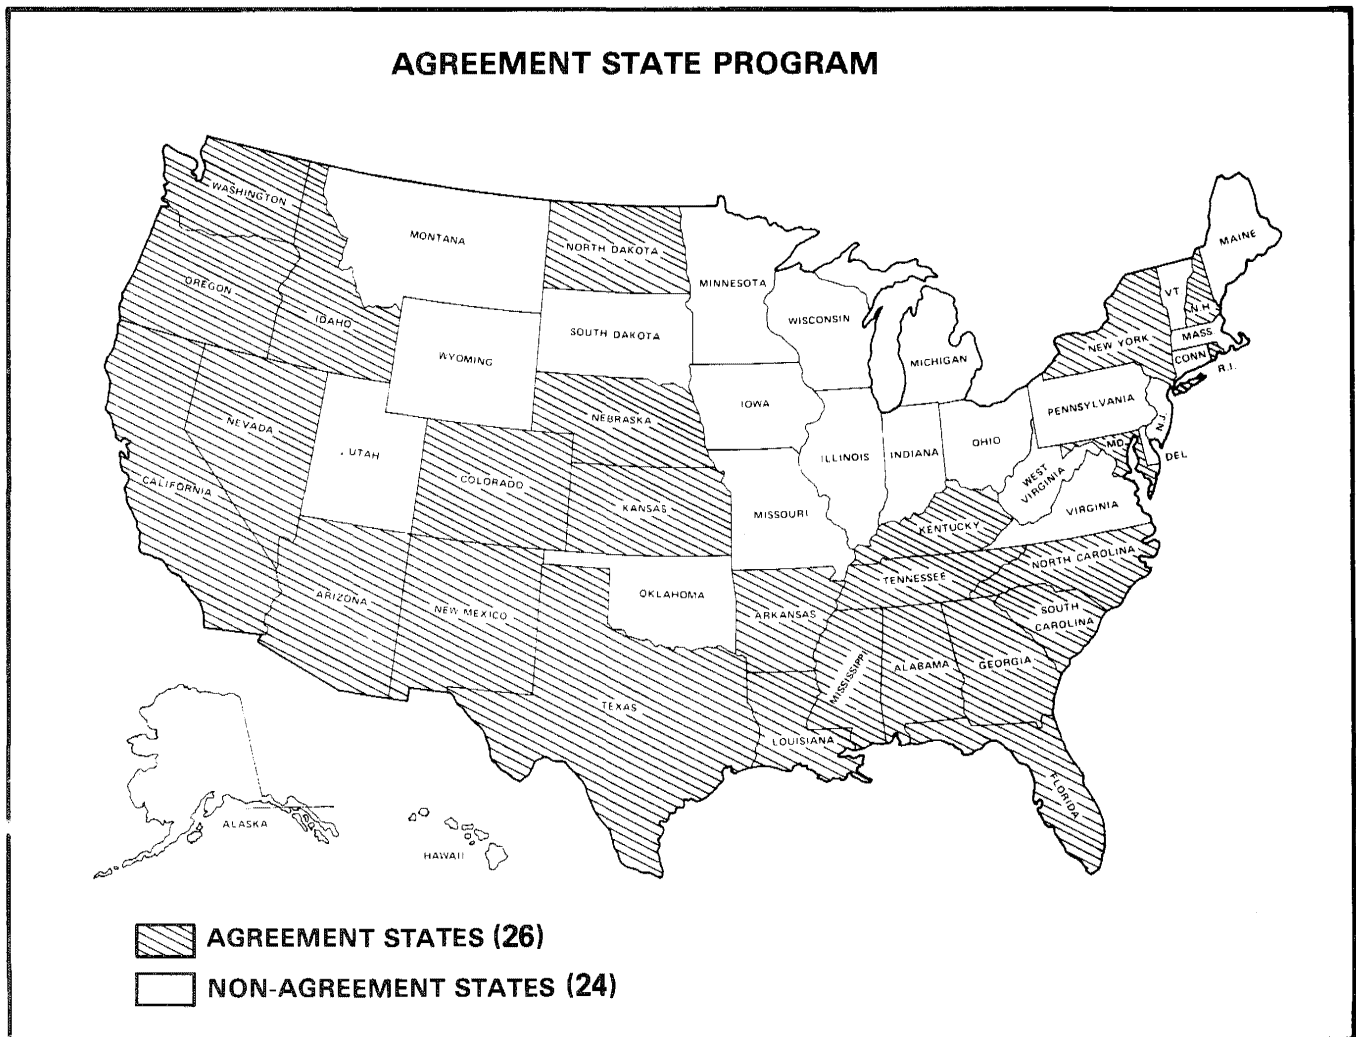 AGREEMENT STATE PROGRAM
WASHINGTON
MONTANA
NORTH DAKOTA
MINNESOTA
MAINE
OREGON
IDAHO
WYOMING
SOUTH DAKOTA
WISCONSIN
MICHIGAN
NEW YORK
VT
N.H
MASS.
CONN
R.I.
NEVADA
UTAH
COLORADO
NEBRASKA
IOWA
ILLINOIS
INDIANA
OHIO
PENNSYLVANIA
N.J.
MD.
DEL
CALIFORNIA
KANSAS
MISSOURI
KENTUCKY
WEST
VIRGINIA
VIRGINIA
ARIZONA
NEW MEXICO
OKLAHOMA
ARKANSAS
TENNESSEE
NORTH CAROLINA
SOUTH
CAROLINA
TEXAS
LOUISIANA
MISSISSIPPI
ALABAMA
GEORGIA
FLORIDA
ALASKA
HAWAII
AGREEMENT STATES (26)
NON-AGREEMENT STATES (24)